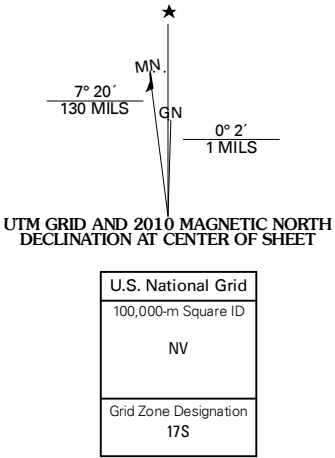 ★
MN
7° 20´
130 MILS
GN
0° 2´
1 MILS
UTM GRID AND 2010 MAGNETIC NORTH
DECLINATION AT CENTER OF SHEET
U.S. National Grid
100,000-m Square ID
NV
Grid Zone Designation
17S